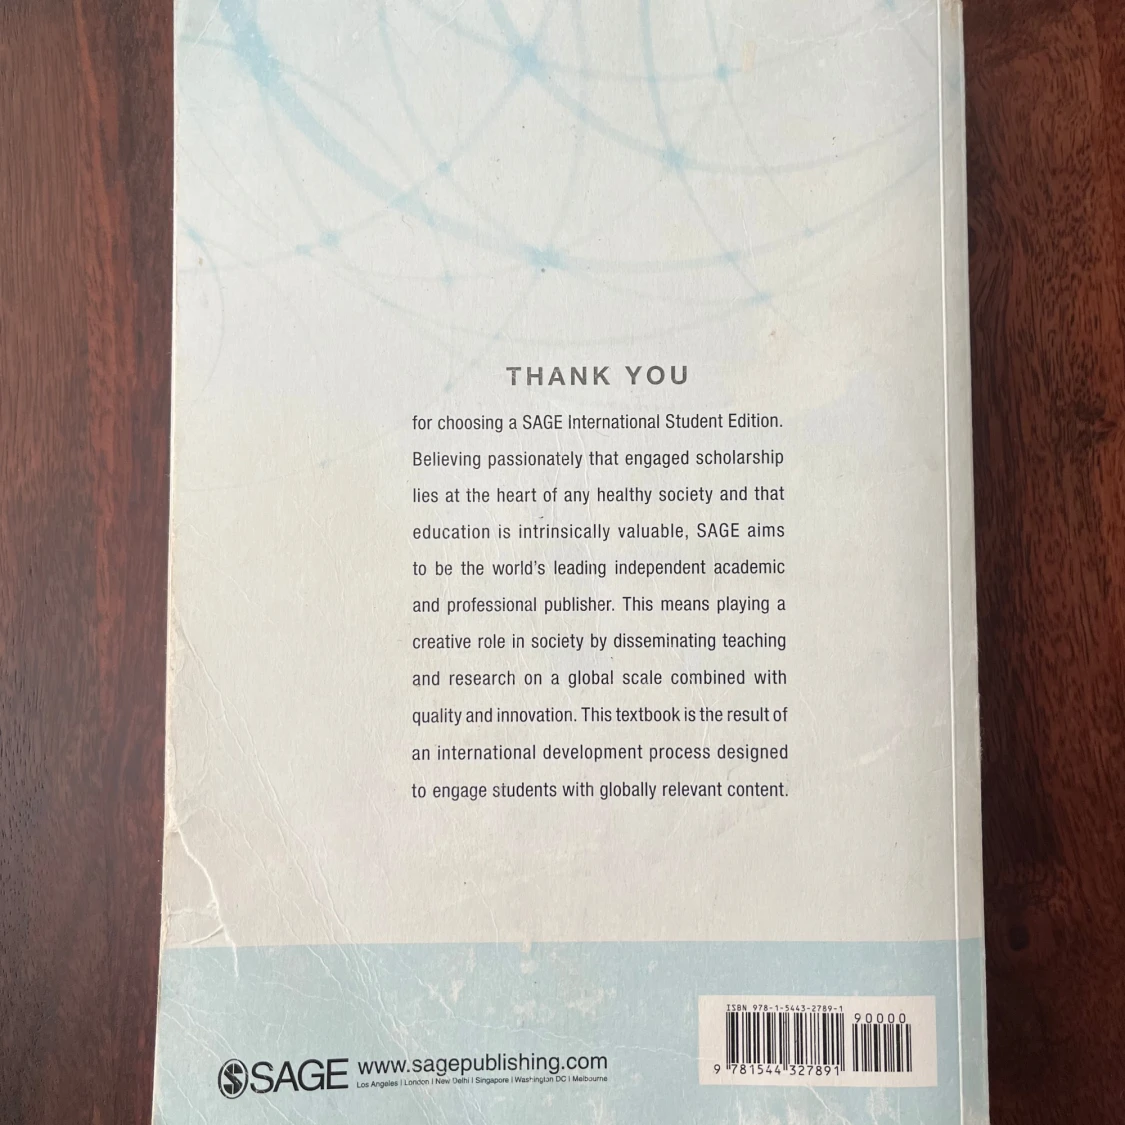 THANK YOU
for choosing a SAGE International Student Edition.
Believing passionately that engaged scholarship
lies at the heart of any healthy society and that
education is intrinsically valuable, SAGE aims
to be the world's leading independent academic
and professional publisher. This means playing a
creative role in society by disseminating teaching
and research on a global scale combined with
quality and innovation. This textbook is the result of
an international development process designed
to engage students with globally relevant content.
SAGE www.sagepublishing.com
Los Angeles | London | New Delhi | Singapore | Washington DC | Melbourne
ISBN 978-1-5443-2789-1
90000
9 781544 327891